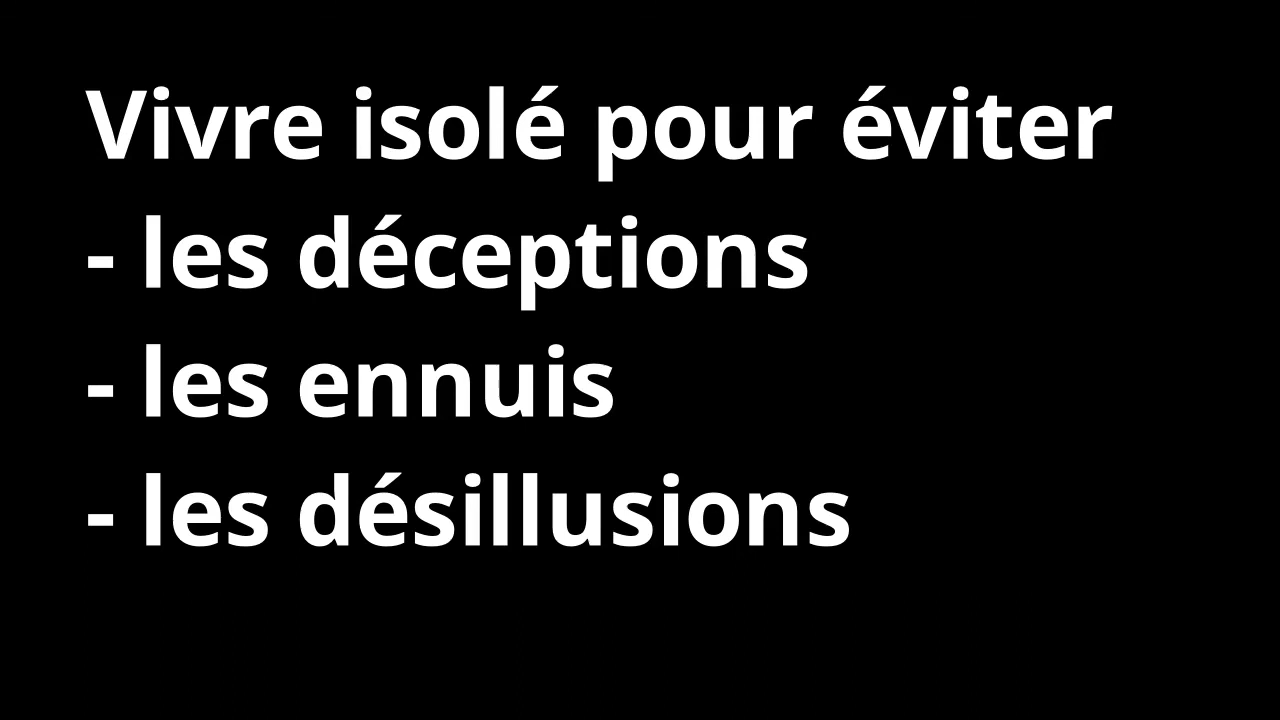 Vivre isolé pour éviter
- les déceptions
- les ennuis
- les désillusions